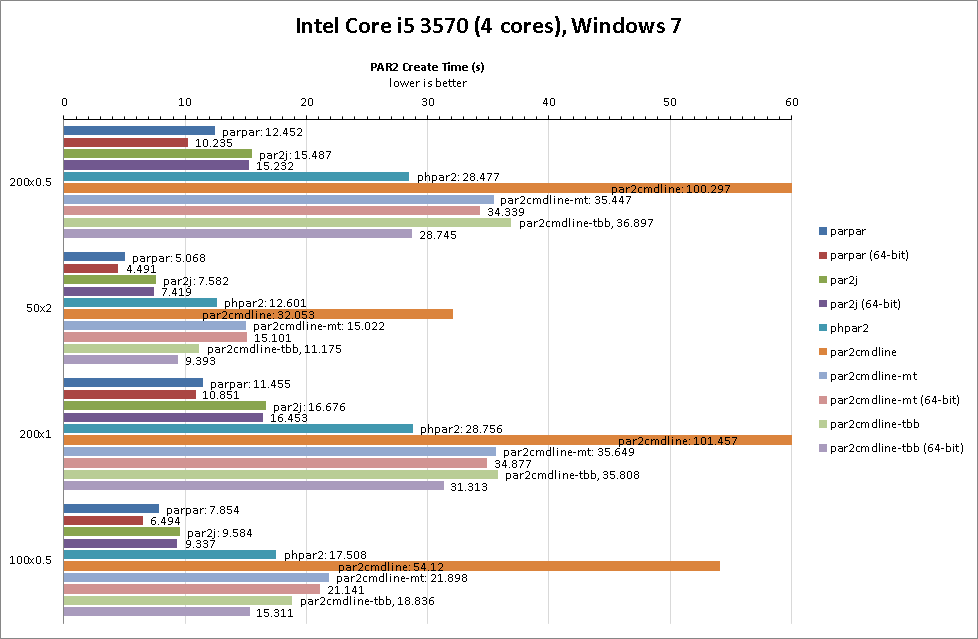 Intel Core i5 3570 (4 cores), Windows 7
PAR2 Create Time (s)
lower is better
0 10 20 30 40 50 60
200x0.5
parpar: 12.452
10.235
par2j: 15.487
15.232
phpar2: 28.477
par2cmdline: 100.297
par2cmdline-mt: 35.447
34.339
par2cmdline-tbb, 36.897
28.745
50x2
parpar: 5.068
4.491
par2j: 7.582
7.419
phpar2: 12.601
par2cmdline: 32.053
par2cmdline-mt: 15.022
15.101
par2cmdline-tbb, 11.175
9.393
200x1
parpar: 11.455
10.851
par2j: 16.676
16.453
phpar2: 28.756
par2cmdline: 101.457
par2cmdline-mt: 35.649
34.877
par2cmdline-tbb, 35.808
31.313
100x0.5
parpar: 7.854
6.494
par2j: 9.584
9.337
phpar2: 17.508
par2cmdline: 54.12
par2cmdline-mt: 21.898
21.141
par2cmdline-tbb, 18.836
15.311
parpar
parpar (64-bit)
par2j
par2j (64-bit)
phpar2
par2cmdline
par2cmdline-mt
par2cmdline-mt (64-bit)
par2cmdline-tbb
par2cmdline-tbb (64-bit)